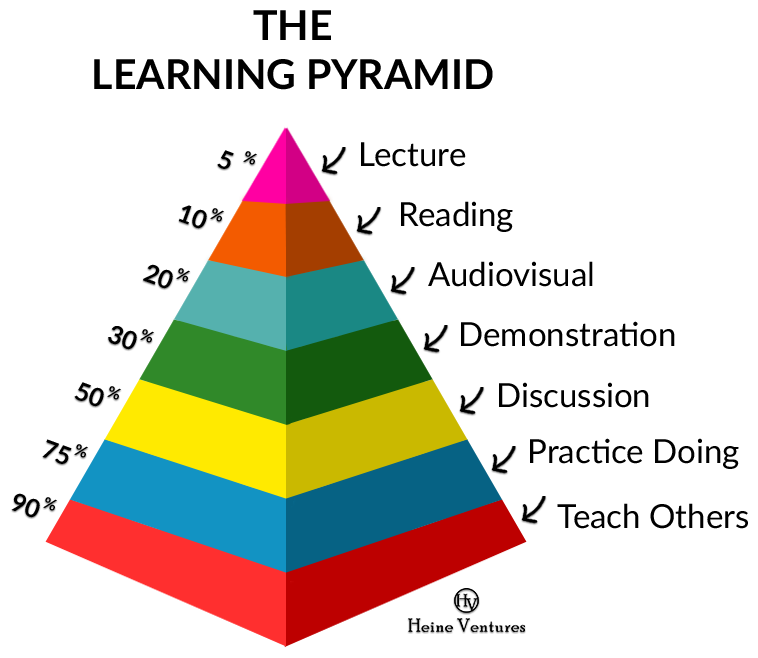 THE
LEARNING PYRAMID
5 % Lecture
10% Reading
20% Audiovisual
30% Demonstration
50% Discussion
75% Practice Doing
90% Teach Others
HV
Heine Ventures